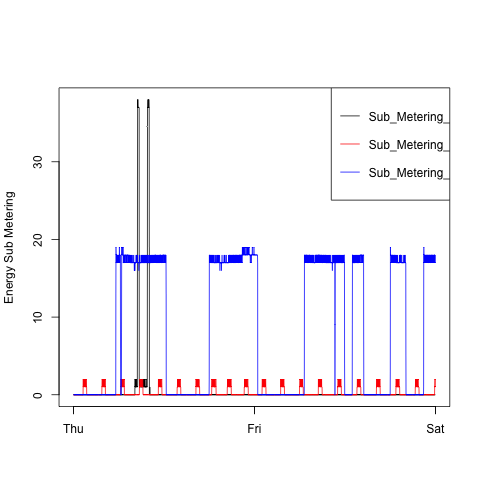 Sub_Metering_
Sub_Metering_
Sub_Metering_
Energy Sub Metering
0
10
20
30
Thu
Fri
Sat